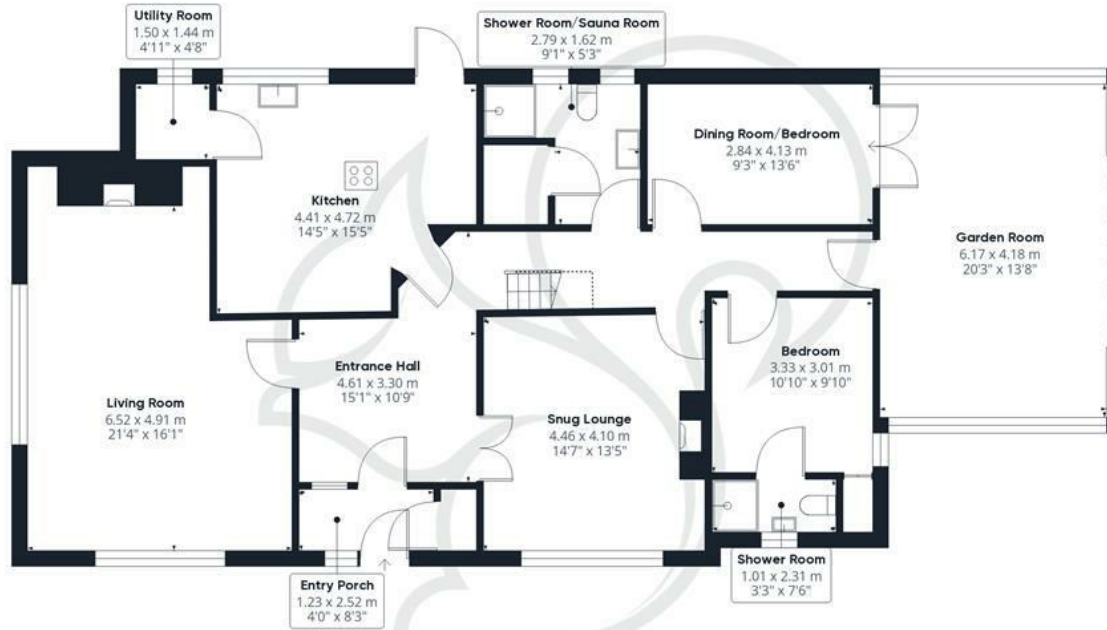 Utility Room
1.50 x 1.44 m
4'11" x 4'8"
Shower Room/Sauna Room
2.79 x 1.62 m
9'1" x 5'3"
Dining Room/Bedroom
2.84 x 4.13 m
9'3" x 13'6"
Kitchen
4.41 x 4.72 m
14'5" x 15'5"
Garden Room
6.17 x 4.18 m
20'3" x 13'8"
Entrance Hall
4.61 x 3.30 m
15'1" x 10'9"
Bedroom
3.33 x 3.01 m
10'10" x 9'10"
Living Room
6.52 x 4.91 m
21'4" x 16'1"
Snug Lounge
4.46 x 4.10 m
14'7" x 13'5"
Entry Porch
1.23 x 2.52 m
4'0" x 8'3"
Shower Room
1.01 x 2.31 m
3'3" x 7'6"